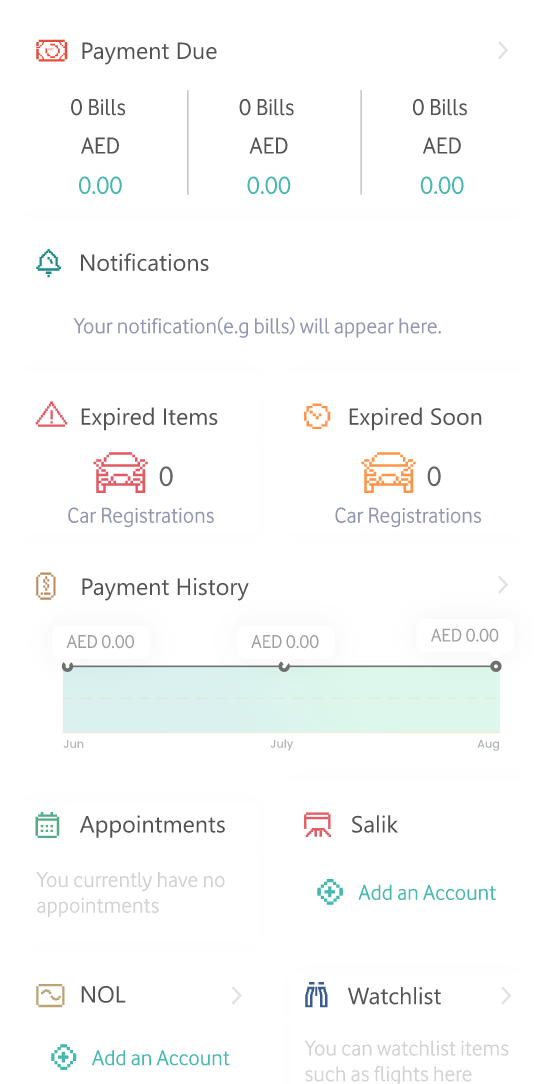 Payment Due
0 Bills 0 Bills 0 Bills
AED AED AED
0.00 0.00 0.00
Notifications
Your notification(e.g bills) will appear here.
Expired Items Expired Soon
0 0
Car Registrations Car Registrations
Payment History
AED 0.00 AED 0.00 AED 0.00
Jun July Aug
Appointments Salik
You currently have no
appointments
Add an Account
NOL Watchlist
Add an Account
You can watchlist items
such as flights here